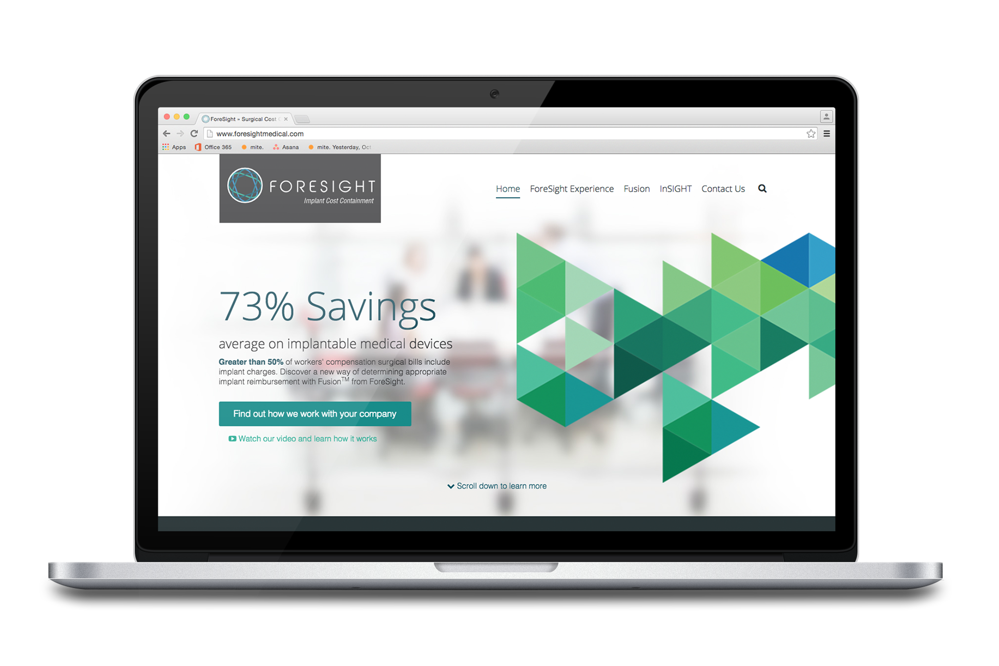 ForeSight » Surgical Cost
www.foresightmedical.com
Apps Office 365 mite. Asana mite. Yesterday, Oct
FORESIGHT
Implant Cost Containment
Home ForeSight Experience Fusion InSIGHT Contact Us
73% Savings
average on implantable medical devices
Greater than 50% of workers' compensation surgical bills include
implant charges. Discover a new way of determining appropriate
implant reimbursement with Fusion™ from ForeSight.
Find out how we work with your company
Watch our video and learn how it works
Scroll down to learn more